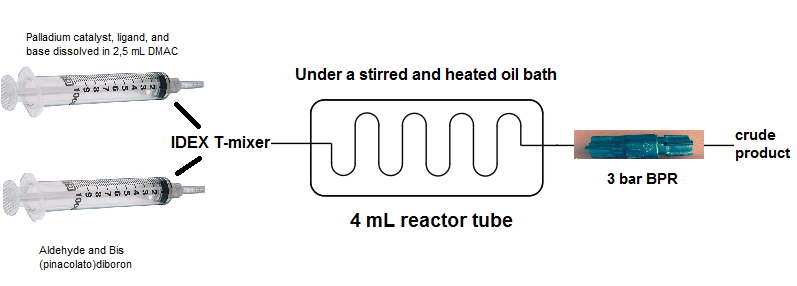 Palladium catalyst, ligand, and
base dissolved in 2,5 mL DMAC
Under a stirred and heated oil bath
IDEX T-mixer
crude
product
3 bar BPR
4 mL reactor tube
Aldehyde and Bis
(pinacolato)diboron